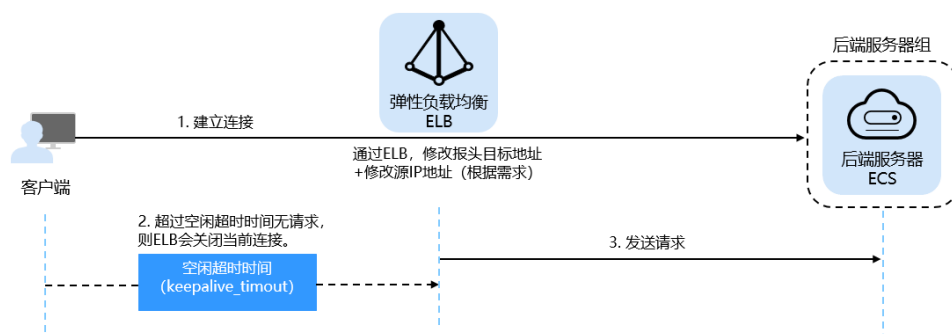 后端服务器组
弹性负载均衡
ELB
1. 建立连接
通过ELB，修改报头目标地址
+修改源IP地址（根据需求）
后端服务器
ECS
客户端
2. 超过空闲超时时间无请求，
则ELB会关闭当前连接。
3. 发送请求
空闲超时时间
（keepalive_timout）